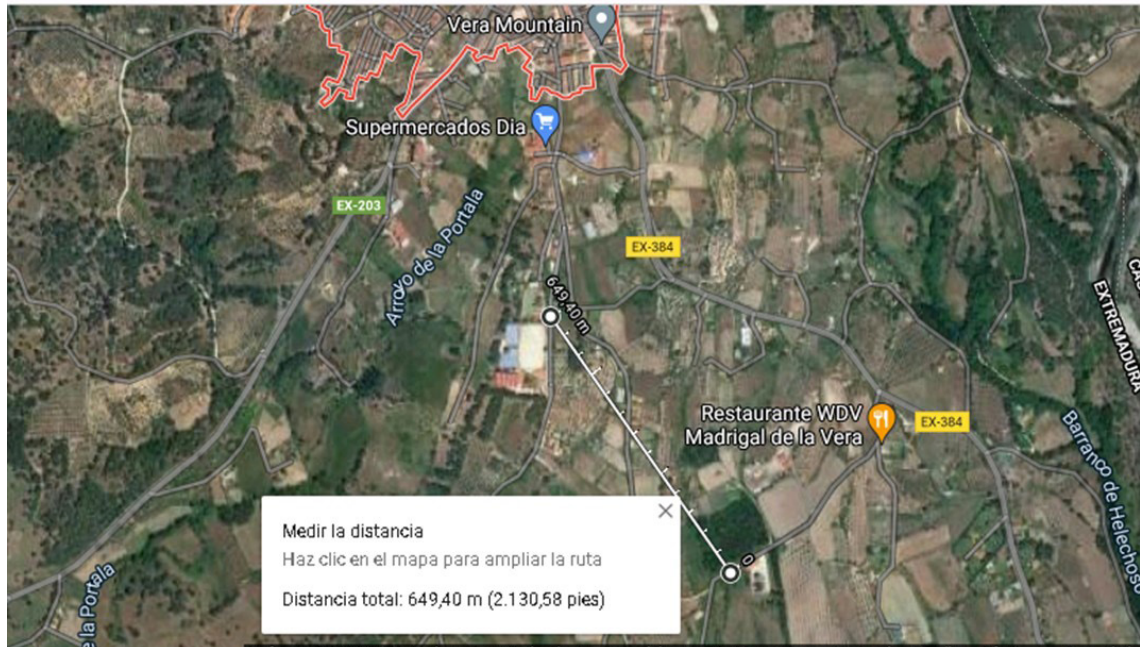 Vera Mountain
Supermercados Dia
EX-203
Arroyo de la Portala
EX-384
649,40 m
EXTREMADURA
Restaurante WDV
Madrigal de la Vera
EX-384
Barranco de Helechoso
0
Medir la distancia
Haz clic en el mapa para ampliar la ruta
Distancia total: 649,40 m (2.130,58 pies)
de la Portala